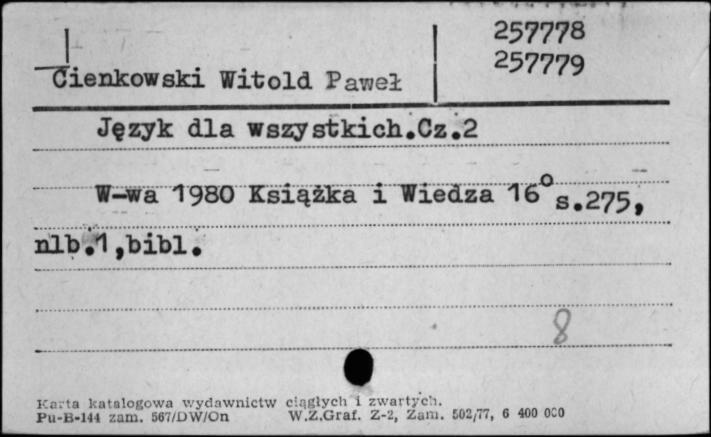 257778
257779
Cienkowski Witold Paweł
Język dla wszystkich.Cz.2
W-wa 1980 Książka i Wiedza 16° s.275,
nlb.1,bibl.
8
Karta katalogowa wydawnictw ciągłych i zwartych.
Pu-B-144 zam. 567/DW/On W.Z.Graf. Z-2, Zam. 502/77, 6 400 000